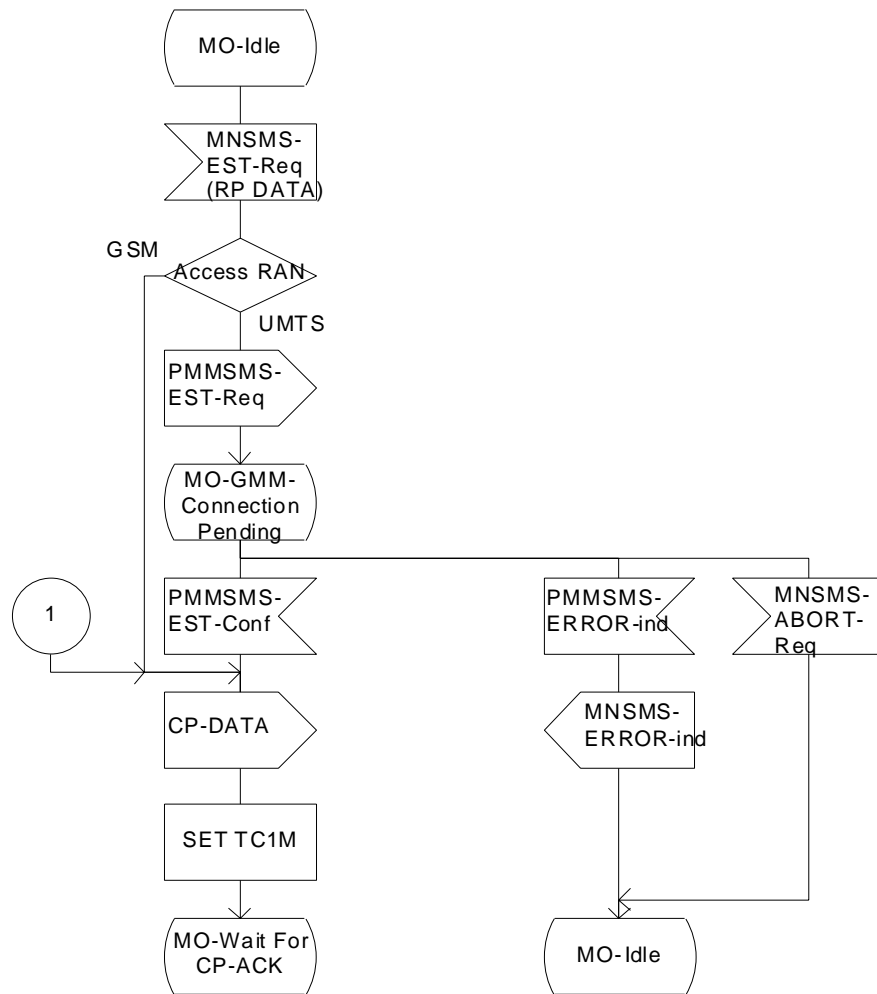 MO-Idle
MNSMS-
EST-Req
(RP DATA)
GSM
Access RAN
UMTS
PMMSMS-
EST-Req
MO-GMM-
Connection
Pending
1
PMMSMS-
EST-Conf
PMMSMS-
ERROR-ind
MNSMS-
ABORT-
Req
CP-DATA
MNSMS-
ERROR-ind
SET TC1M
MO-Wait For
CP-ACK
MO-Idle